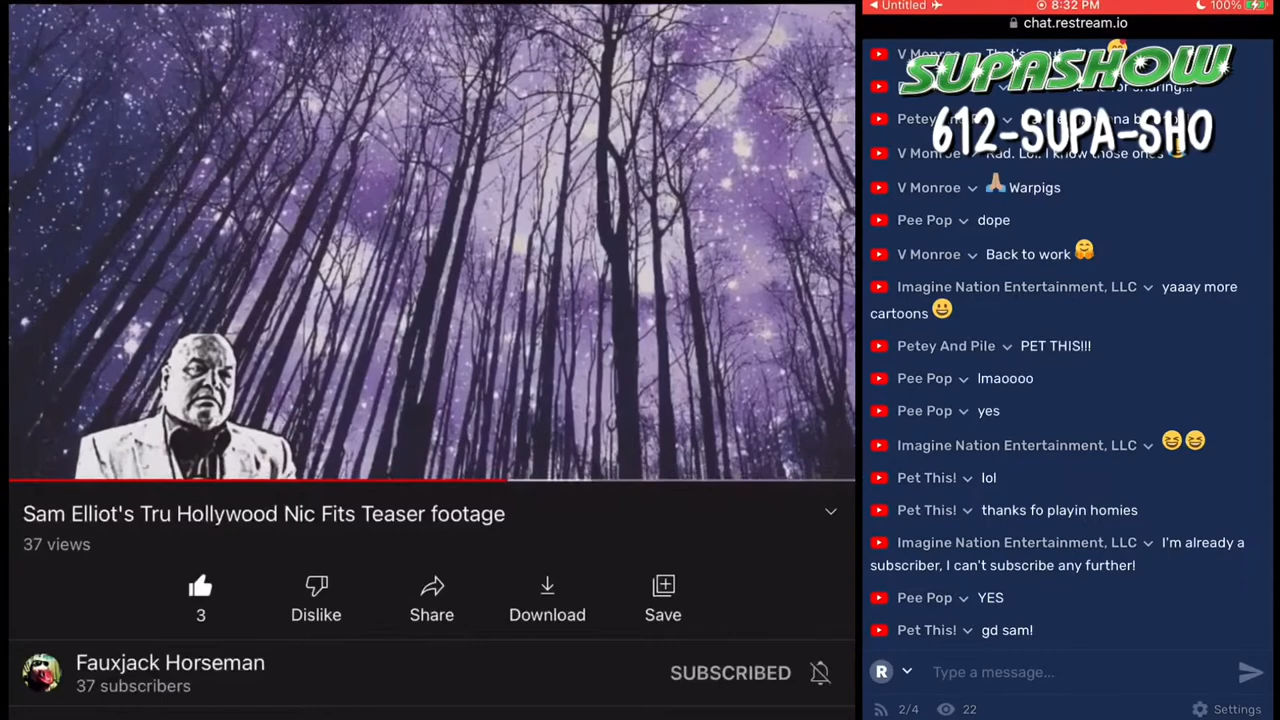 Sam Elliot's Tru Hollywood Nic Fits Teaser footage
37 views
3
Dislike
Share
Download
Save
Fauxjack Horseman
37 subscribers
SUBSCRIBED
Untitled
8:32 PM
100%
chat.restream.io
SUPASHOW
612-SUPA-SHO
V Monroe
V Monroe I know those ones
V Monroe 🙏🏼 Warpigs
Pee Pop dope
V Monroe Back to work 🤗
Imagine Nation Entertainment, LLC yaaay more
cartoons 😀
Petey And Pile PET THIS!!!
Pee Pop lmaoooo
Pee Pop yes
Imagine Nation Entertainment, LLC 😆😆
Pet This! lol
Pet This! thanks fo playin homies
Imagine Nation Entertainment, LLC I'm already a
subscriber, I can't subscribe any further!
Pee Pop YES
Pet This! gd sam!
R Type a message...
2/4 22 Settings